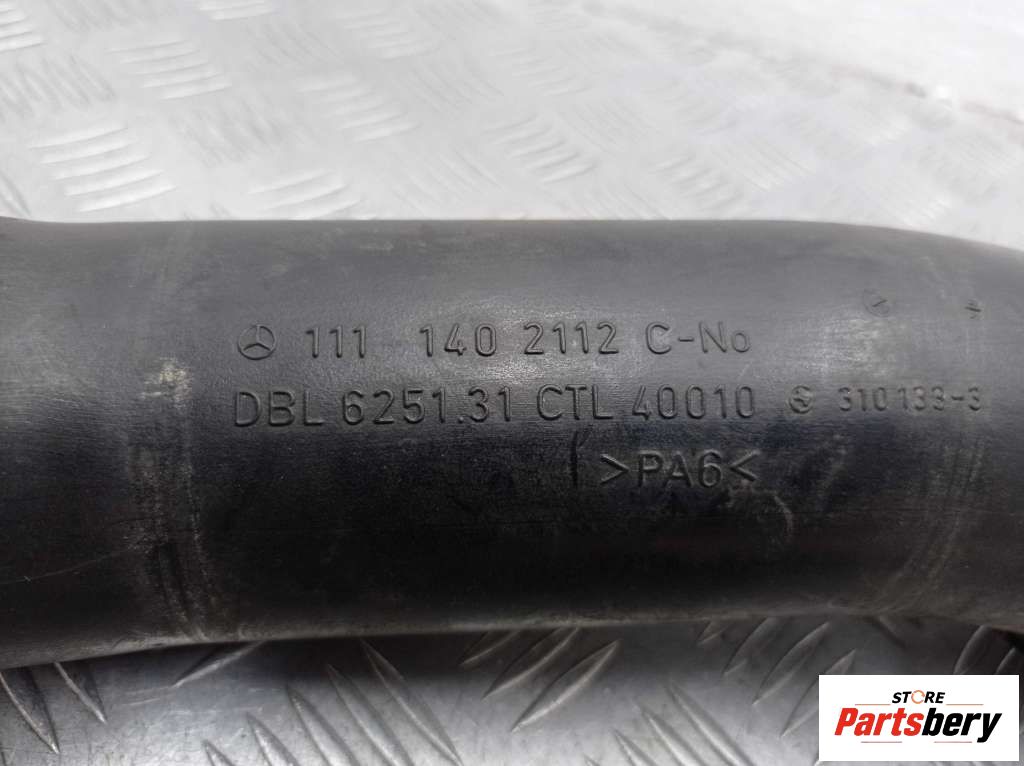 111 140 2112 C-No
DBL 6251.31 CTL 40010 310133-3
>PA6<
STORE
Partsbery